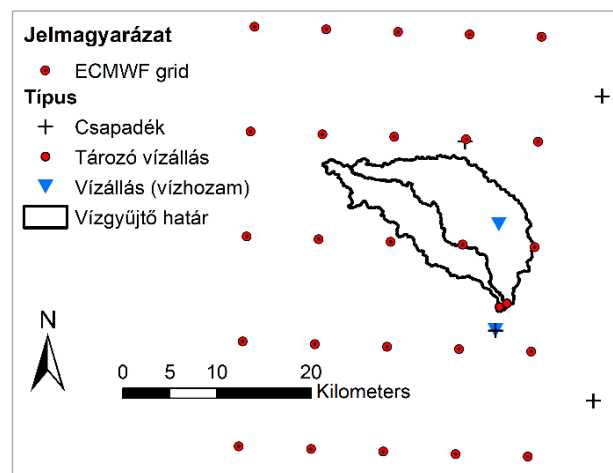 Jelmagyarázat
ECMWF grid
Típus
Csapadék
Tározó vízállás
Vízállás (vízhozam)
Vízgyűjtő határ
N
0 5 10 20
Kilometers